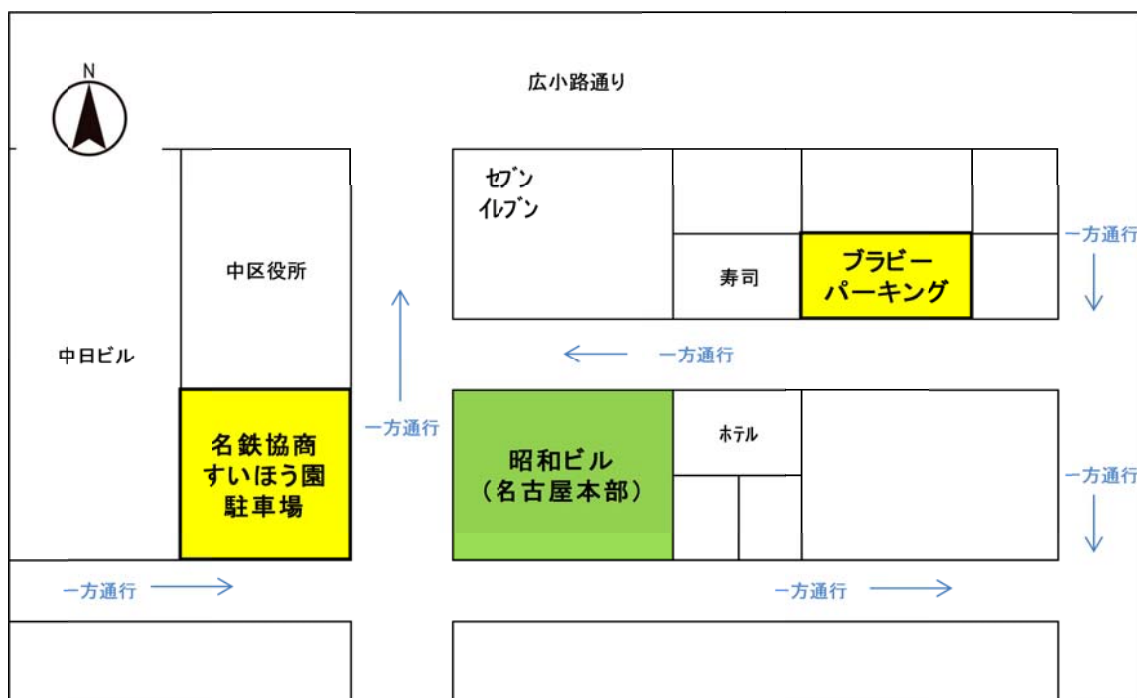 N
広小路通り
セブン
イレブン
一方通行
中区役所
寿司
ブラビー
パーキング
中日ビル
一方通行
一方通行
名鉄協商
すいほう園
駐車場
昭和ビル
（名古屋本部）
ホテル
一方通行
一方通行
一方通行